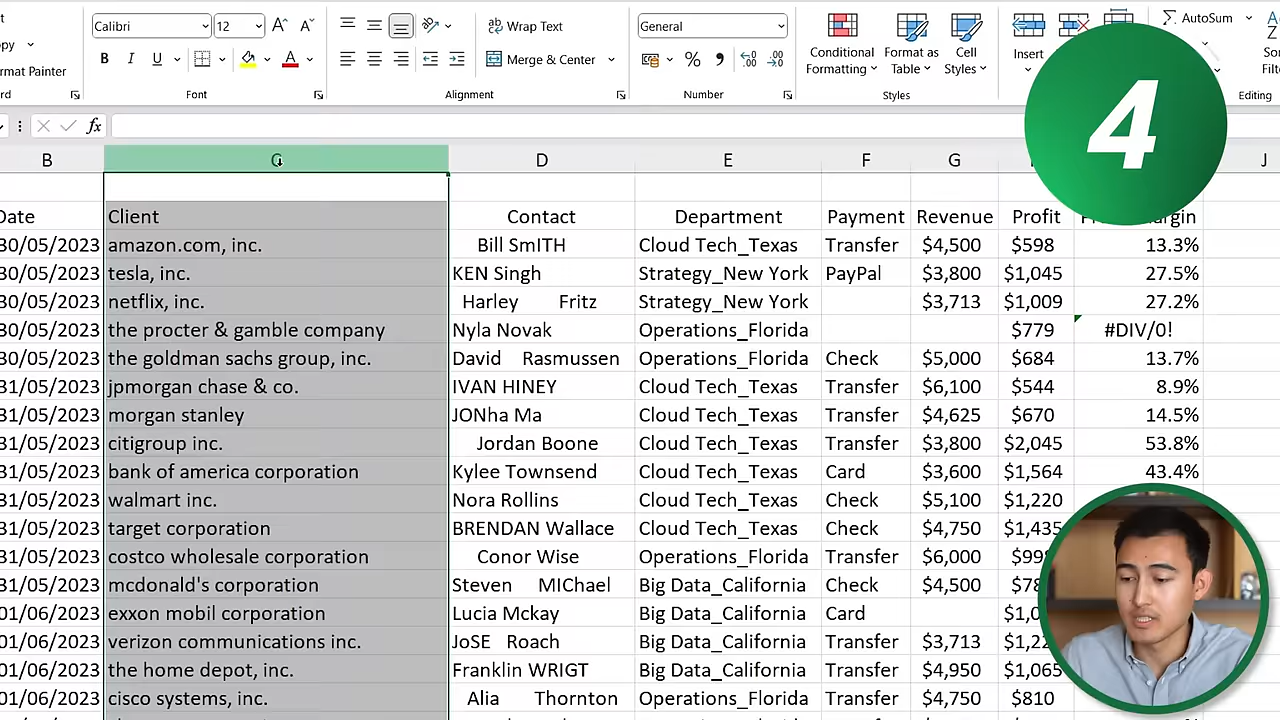 Calibri 12 Wrap Text General AutoSum
opy
rmat Painter Merge & Center Conditional Formatting Format as Table Cell Styles Insert
rd Font Alignment Number Styles Editing
fx
B C D E F G J
4
Date Client Contact Department Payment Revenue Profit
30/05/2023 amazon.com, inc. Bill SmITH Cloud Tech_Texas Transfer $4,500 $598 13.3%
30/05/2023 tesla, inc. KEN Singh Strategy_New York PayPal $3,800 $1,045 27.5%
30/05/2023 netflix, inc. Harley Fritz Strategy_New York $3,713 $1,009 27.2%
30/05/2023 the procter & gamble company Nyla Novak Operations_Florida $779 #DIV/0!
30/05/2023 the goldman sachs group, inc. David Rasmussen Operations_Florida Check $5,000 $684 13.7%
31/05/2023 jpmorgan chase & co. IVAN HINEY Cloud Tech_Texas Transfer $6,100 $544 8.9%
31/05/2023 morgan stanley JONha Ma Cloud Tech_Texas Transfer $4,625 $670 14.5%
31/05/2023 citigroup inc. Jordan Boone Cloud Tech_Texas Transfer $3,800 $2,045 53.8%
31/05/2023 bank of america corporation Kylee Townsend Cloud Tech_Texas Card $3,600 $1,564 43.4%
31/05/2023 walmart inc. Nora Rollins Cloud Tech_Texas Check $5,100 $1,220
31/05/2023 target corporation BRENDAN Wallace Cloud Tech_Texas Check $4,750 $1,435
31/05/2023 costco wholesale corporation Conor Wise Operations_Florida Transfer $6,000
31/05/2023 mcdonald's corporation Steven MIChael Big Data_California Check $4,500
01/06/2023 exxon mobil corporation Lucia Mckay Big Data_California Card
01/06/2023 verizon communications inc. JoSE Roach Big Data_California Transfer $3,713
01/06/2023 the home depot, inc. Franklin WRIGT Big Data_California Transfer $4,950 $1,065
01/06/2023 cisco systems, inc. Alia Thornton Operations_Florida Transfer $4,750 $810